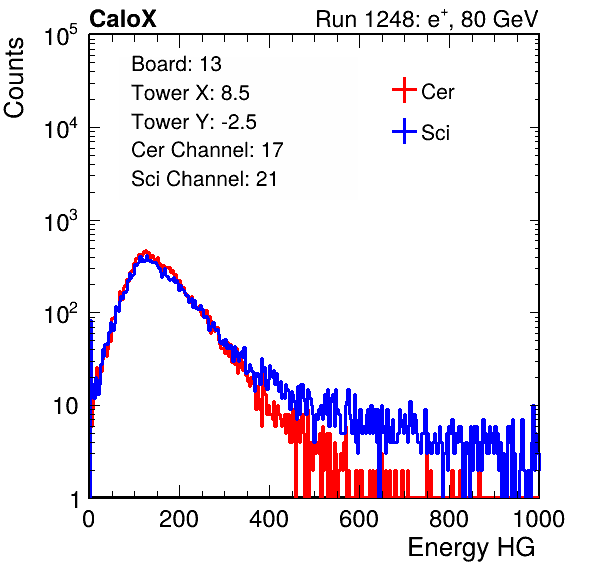 CaloX Run 1248: e⁺, 80 GeV
Board: 13
Tower X: 8.5
Tower Y: -2.5
Cer Channel: 17
Sci Channel: 21
Cer
Sci
Counts
10⁵
10⁴
10³
10²
10
1
0 200 400 600 800 1000
Energy HG